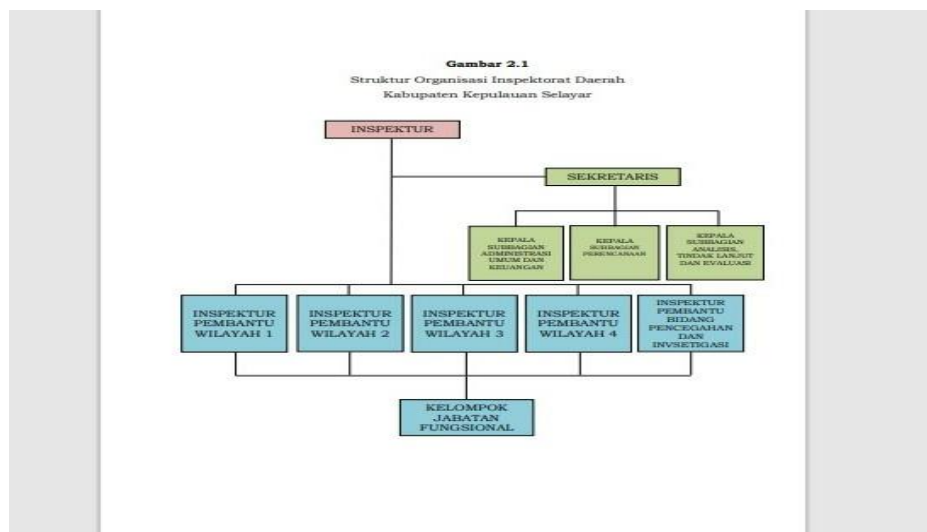 Gambar 2.1
Struktur Organisasi Inspektorat Daerah
Kabupaten Kepulauan Selayar
INSPEKTUR
SEKRETARIS
KEPALA
SUBBAGIAN
ADMINISTRASI
UMUM DAN
KEUANGAN
KEPALA
SUBBAGIAN
PERENCANAAN
KEPALA
SUBBAGIAN
ANALISIS,
TINDAK LANJUT
DAN EVALUASI
INSPEKTUR
PEMBANTU
WILAYAH 1
INSPEKTUR
PEMBANTU
WILAYAH 2
INSPEKTUR
PEMBANTU
WILAYAH 3
INSPEKTUR
PEMBANTU
WILAYAH 4
INSPEKTUR
PEMBANTU
BIDANG
PENCEGAHAN
DAN
INVSETIGASI
KELOMPOK
JABATAN
FUNGSIONAL